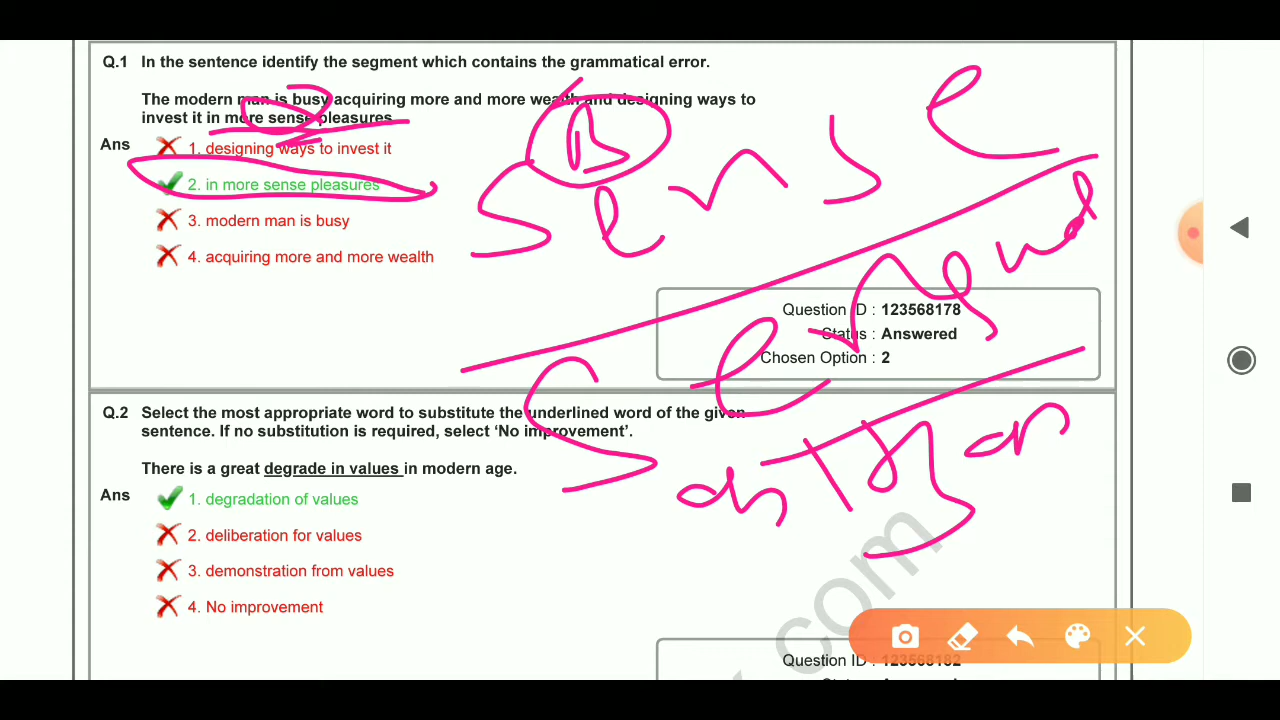 Q.1 In the sentence identify the segment which contains the grammatical error.
The modern man is busy acquiring more and more wealth and designing ways to
invest it in more sense pleasures.
Ans 1. designing ways to invest it
2. in more sense pleasures
3. modern man is busy
4. acquiring more and more wealth
Sense
Question ID : 123568178
Status : Answered
Chosen Option : 2
Q.2 Select the most appropriate word to substitute the underlined word of the given
sentence. If no substitution is required, select ‘No improvement’.
There is a great degrade in values in modern age.
Ans 1. degradation of values
2. deliberation for values
3. demonstration from values
4. No improvement
.com
Question ID : 123568182